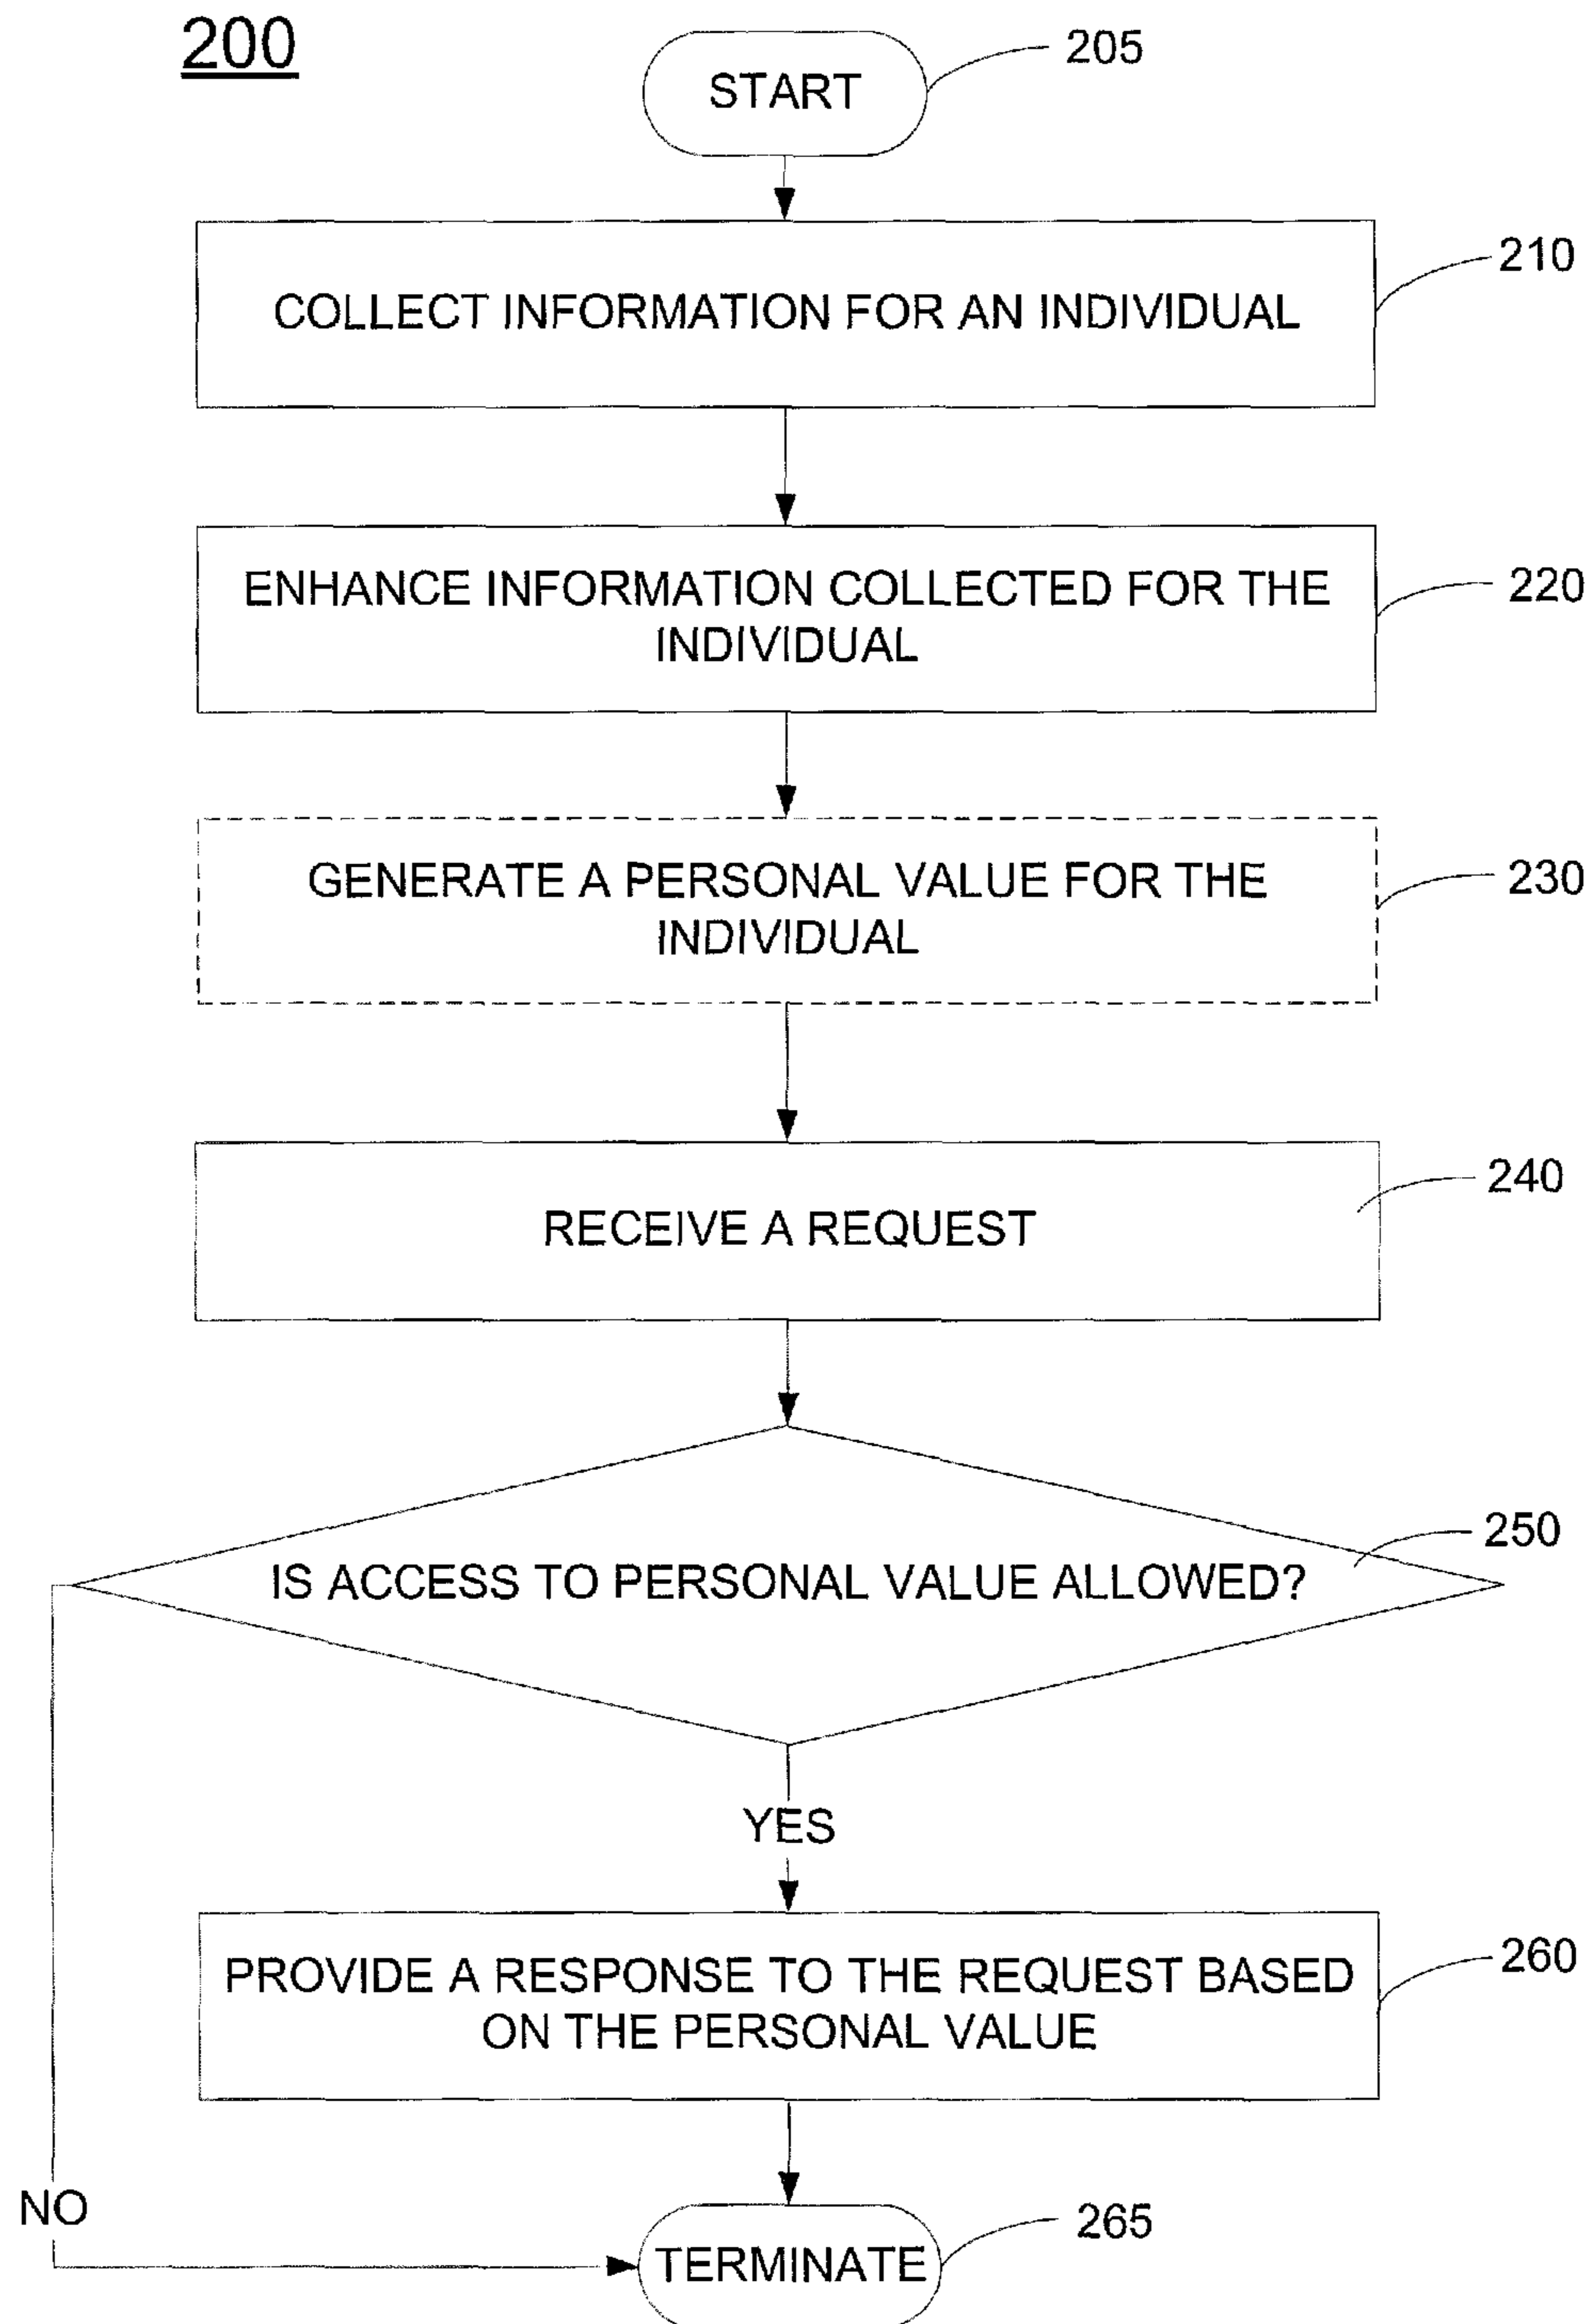 200
START
205
COLLECT INFORMATION FOR AN INDIVIDUAL
210
ENHANCE INFORMATION COLLECTED FOR THE
INDIVIDUAL
220
GENERATE A PERSONAL VALUE FOR THE
INDIVIDUAL
230
RECEIVE A REQUEST
240
IS ACCESS TO PERSONAL VALUE ALLOWED?
250
YES
PROVIDE A RESPONSE TO THE REQUEST BASED
ON THE PERSONAL VALUE
260
NO
TERMINATE
265